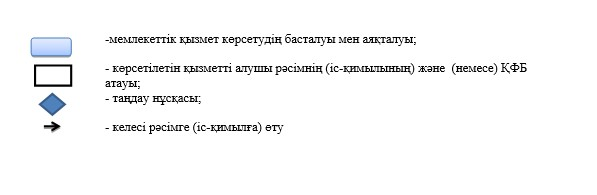 -мемлекеттік қызмет көрсетудің басталуы мен аяқталуы;
- көрсетілетін қызметті алушы рәсімнің (іс-қимылының) және (немесе) ҚФБ
атауы;
- таңдау нұсқасы;
- келесі рәсімге (іс-қимылға) өту